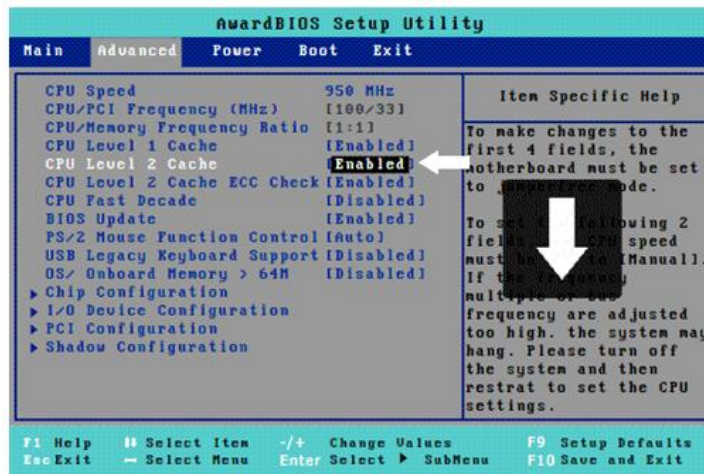 AwardBIOS Setup Utility
Main Advanced Power Boot Exit
CPU Speed 950 MHz
CPU/PCI Frequency (MHz) [100/33]
CPU/Memory Frequency Ratio [1:1]
CPU Level 1 Cache [Enabled]
CPU Level 2 Cache [Enabled]
CPU Level 2 Cache ECC Check [Enabled]
CPU Fast Decade [Disabled]
BIOS Update [Enabled]
PS/2 Mouse Function Control [Auto]
USB Legacy Keyboard Support [Disabled]
OS/ Onboard Memory > 64M [Disabled]
Chip Configuration
I/O Device Configuration
PCI Configuration
Shadow Configuration
Item Specific Help
To make changes to the
first 4 fields, the
motherboard must be set
to mode.
To set following 2
speed
must [Manual].
If the
multiple or bus
frequency are adjusted
too high. the system may
hang. Please turn off
the system and then
restrat to set the CPU
settings.
F1 Help Select Item -/+ Change Values F9 Setup Defaults
Esc Exit Select Menu Enter Select SubMenu F10 Save and Exit